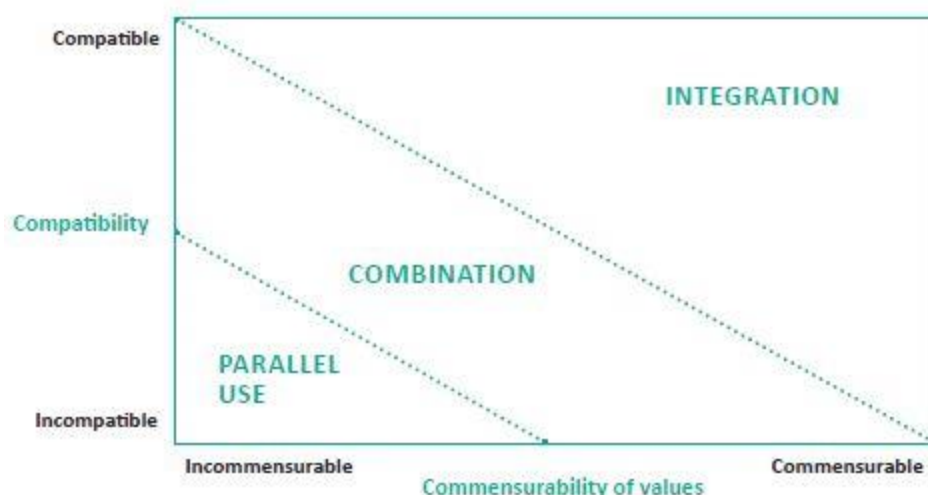 Compatible
INTEGRATION
Compatibility
COMBINATION
PARALLEL
USE
Incompatible
Incommensurable
Commensurable
Commensurability of values